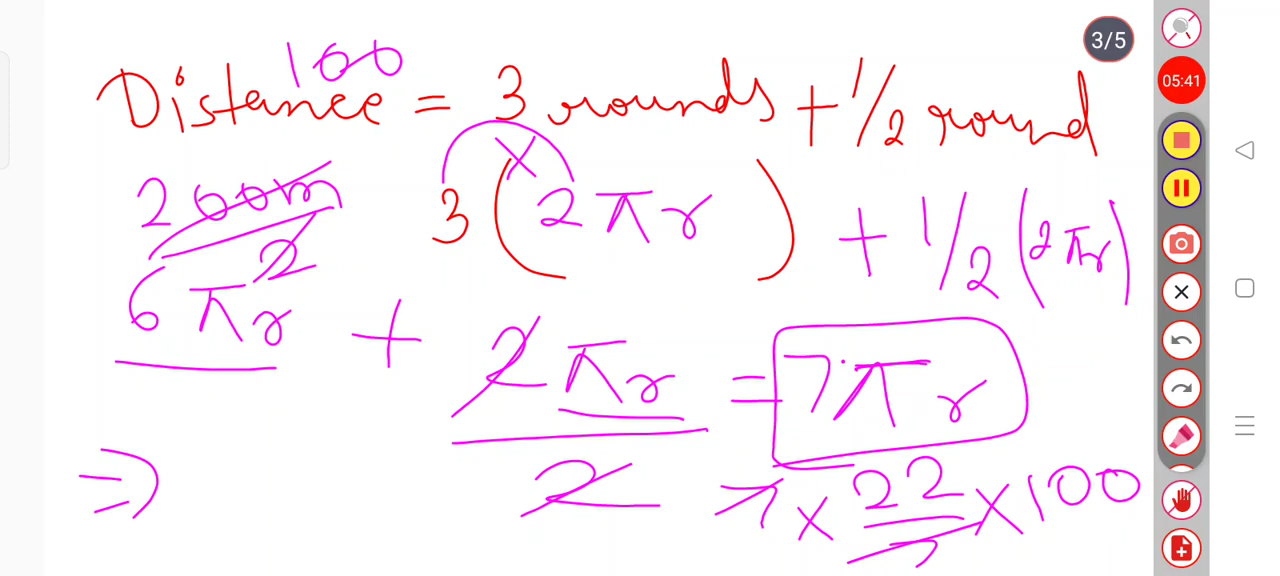 3/5
05:41
100
Distance = 3 rounds + 1/2 round
200m
2
3(2πr) + 1/2(2πr)
×
6πr + 2πr/2 = 7πr
⇒ 7 × 22/7 × 100